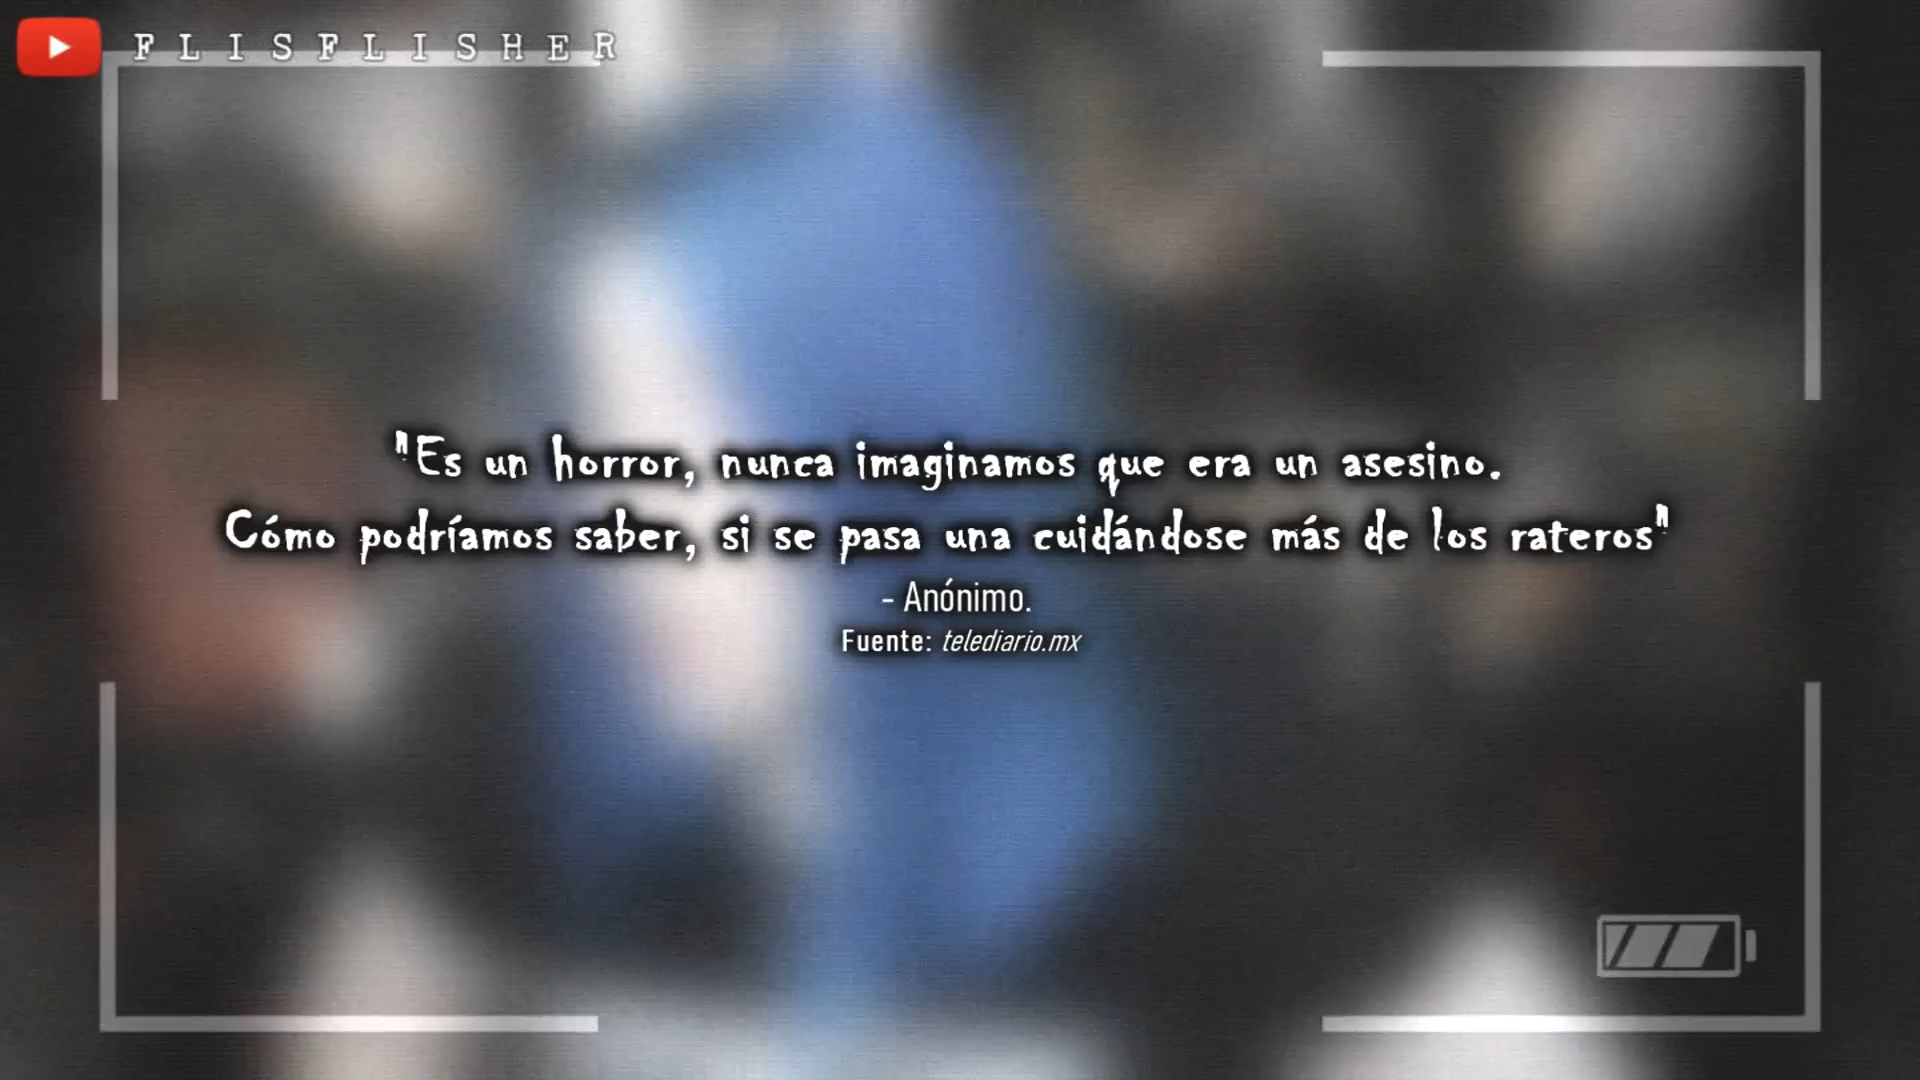 FLISFLISHER
"Es un horror, nunca imaginamos que era un asesino.
Cómo podríamos saber, si se pasa una cuidándose más de los rateros"
- Anónimo.
Fuente: telediario.mx